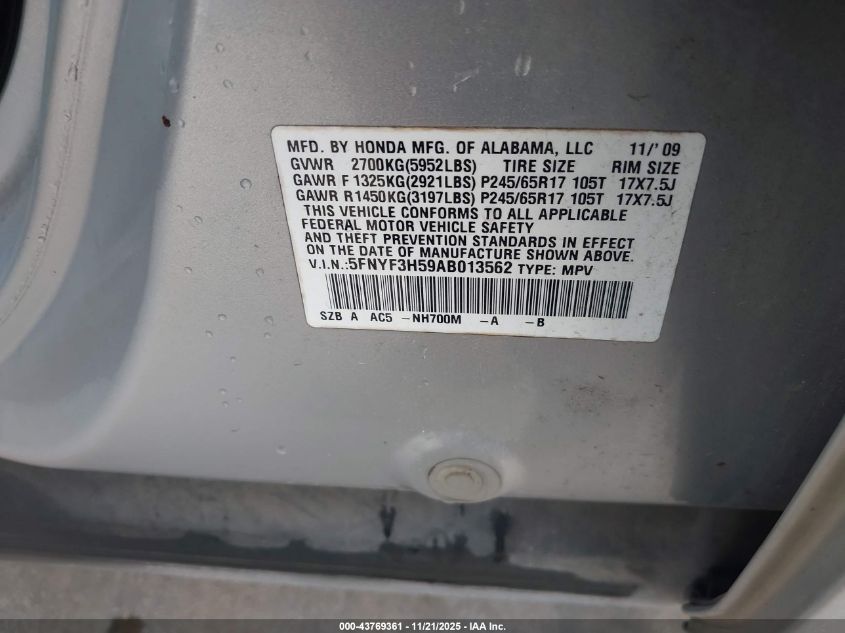 MFD. BY HONDA MFG. OF ALABAMA, LLC 11/' 09
GVWR 2700KG(5952LBS) TIRE SIZE RIM SIZE
GAWR F 1325KG(2921LBS) P245/65R17 105T 17X7.5J
GAWR R1450KG(3197LBS) P245/65R17 105T 17X7.5J
THIS VEHICLE CONFORMS TO ALL APPLICABLE
FEDERAL MOTOR VEHICLE SAFETY
AND THEFT PREVENTION STANDARDS IN EFFECT
ON THE DATE OF MANUFACTURE SHOWN ABOVE.
V.I.N.:5FNYF3H59AB013562 TYPE: MPV
SZB A AC5 -NH700M -A -B
000-43769361 - 11/21/2025 - IAA Inc.